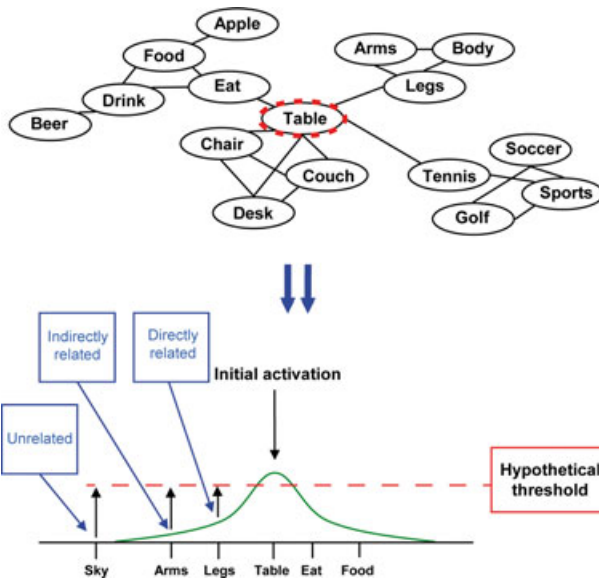 Apple
Food
Arms
Body
Drink
Eat
Legs
Beer
Table
Chair
Soccer
Couch
Tennis
Sports
Desk
Golf
Indirectly
related
Directly
related
Initial activation
Unrelated
Hypothetical
threshold
Sky Arms Legs Table Eat Food